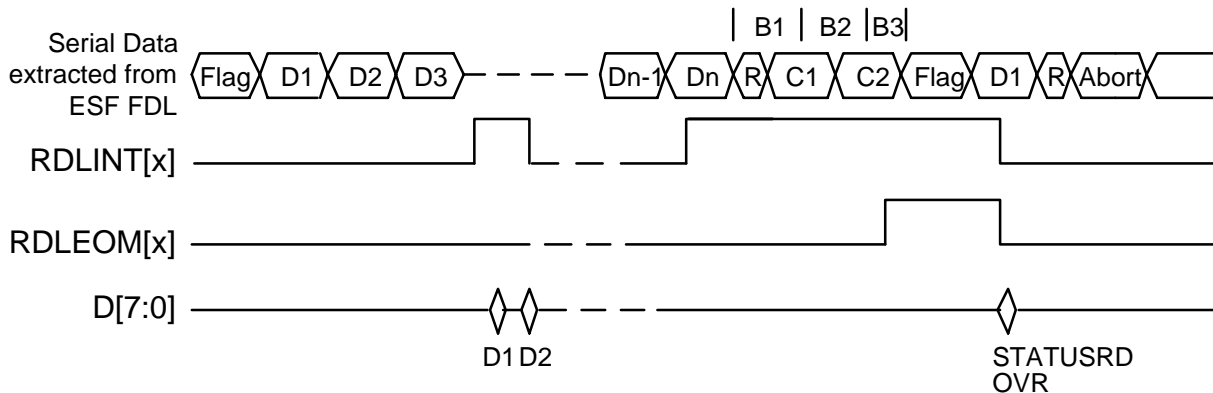 B1 B2 B3
Serial Data
extracted from
ESF FDL
Flag D1 D2 D3 Dn-1 Dn R C1 C2 Flag D1 R Abort
RDLINT[x]
RDLEOM[x]
D[7:0]
D1 D2
STATUSRD
OVR